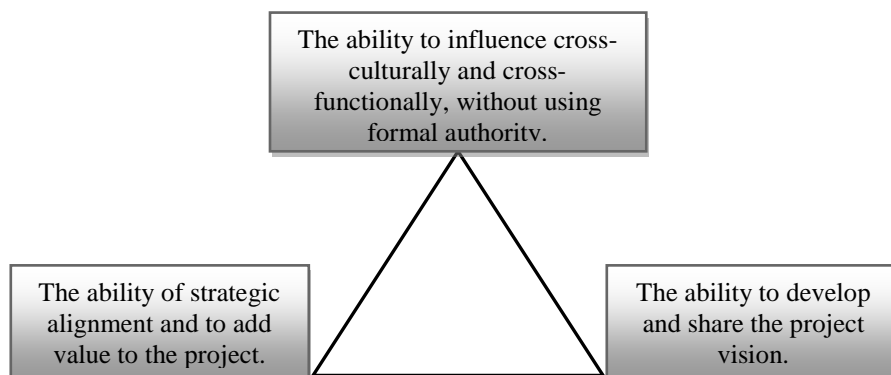 The ability to influence cross-
culturally and cross-
functionally, without using
formal authority.
The ability of strategic
alignment and to add
value to the project.
The ability to develop
and share the project
vision.